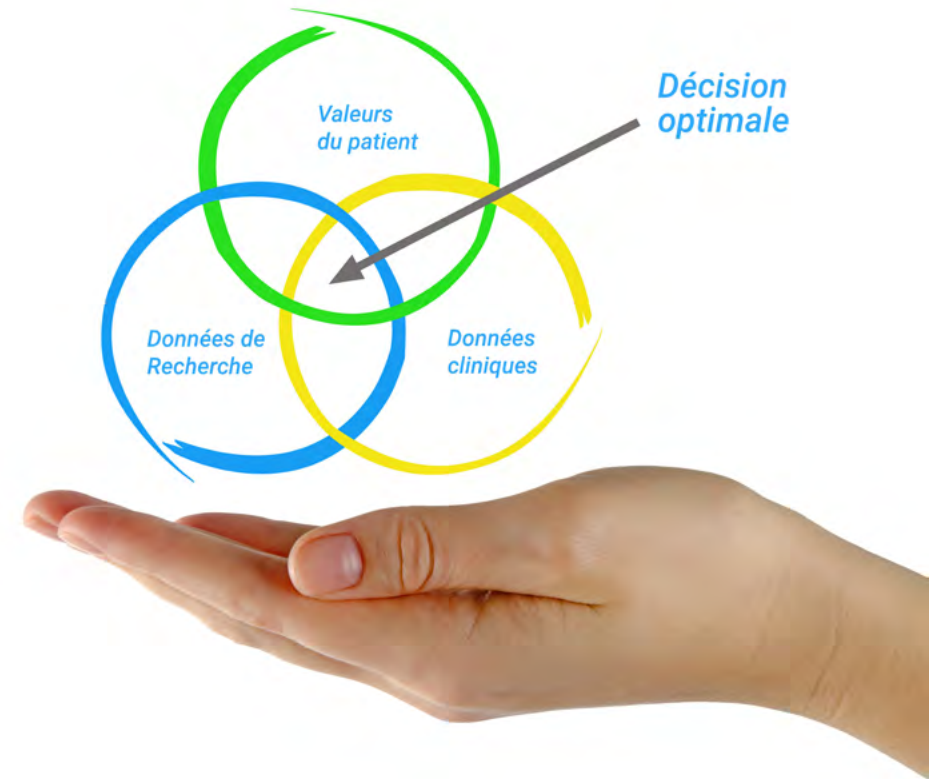 Décision
optimale
Valeurs
du patient
Données de
Recherche
Données
cliniques